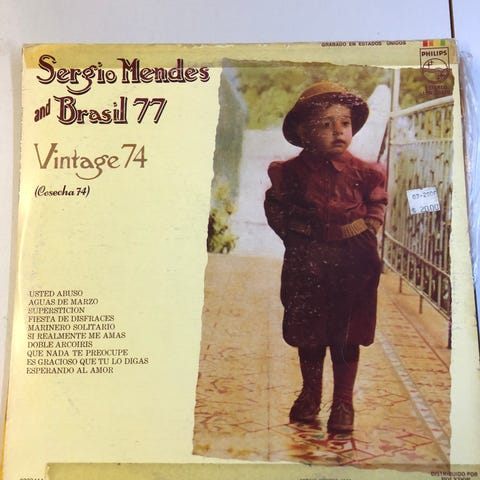 GRABADO EN ESTADOS UNIDOS
PHILIPS
Sergio Mendes
and Brasil 77
Vintage 74
(Cosecha 74)
STEREO
$ 20.00
USTED ABUSO
AGUAS DE MARZO
SUPERSTICION
FIESTA DE DISFRACES
MARINERO SOLITARIO
SI REALMENTE ME AMAS
DOBLE ARCOIRIS
QUE NADA TE PREOCUPE
ES GRACIOSO QUE TU LO DIGAS
ESPERANDO AL AMOR
DISTRIBUIDO POR